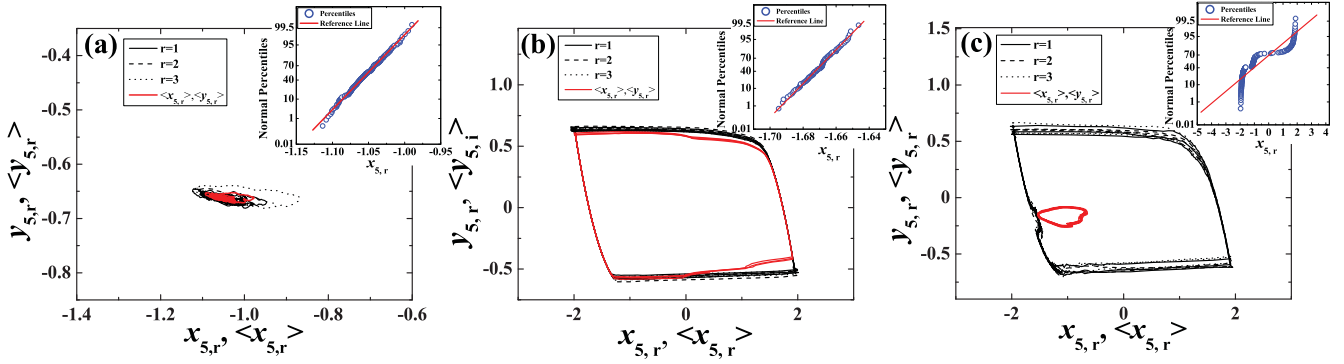 (a)
r=1
r=2
r=3
<x5,r>,<y5,r>
Percentiles
Reference Line
Normal Percentiles
99.5
95
70
40
10
1
0.01
-1.15 -1.10 -1.05 -1.00 -0.95
x5, r
y5,r, <y5,r>
-0.4
-0.5
-0.6
-0.7
-0.8
-1.4 -1.2 -1.0 -0.8 -0.6
x5,r, <x5,r>
(b)
r=1
r=2
r=3
<x5, r>,<y5, r>
Percentiles
Reference Line
Normal Percentiles
99.5
95
70
40
10
1
0.01
-1.70 -1.68 -1.66 -1.64
x5, r
y5, r, <y5, i>
1.0
0.5
0.0
-0.5
-2 0 2
x5, r, <x5, r>
(c)
r=1
r=2
r=3
<x5, r>,<y5, r>
Percentiles
Reference Line
Normal Percentiles
99.5
95
70
40
10
1
0.01
-5 -4 -3 -2 -1 0 1 2 3 4
x5, r
y5, r, <y5, r>
1.5
1.0
0.5
0.0
-0.5
-2 0 2
x5, r, <x5, r>